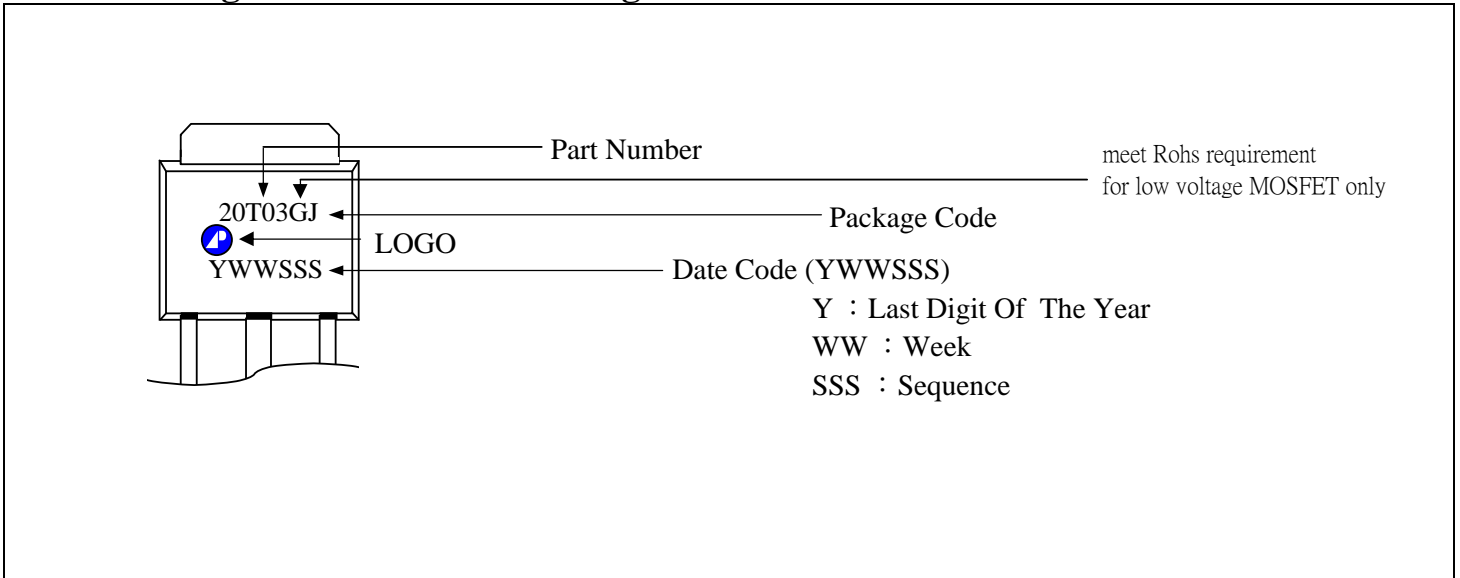 Part Number
meet Rohs requirement
for low voltage MOSFET only
20T03GJ
Package Code
LOGO
YWWSSS
Date Code (YWWSSS)
Y：Last Digit Of The Year
WW：Week
SSS：Sequence